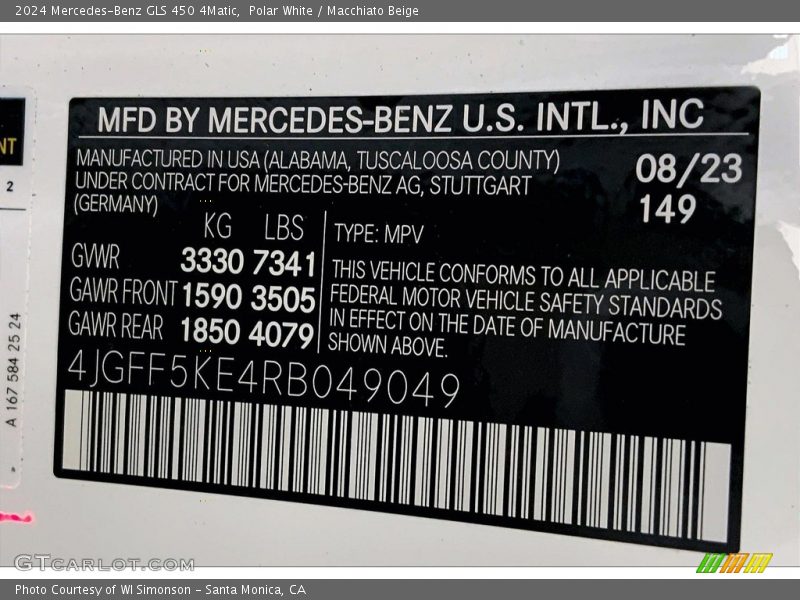 2024 Mercedes-Benz GLS 450 4Matic,  Polar White / Macchiato Beige
NT
2
A 167 584 25 24
MFD BY MERCEDES-BENZ U.S. INTL., INC
MANUFACTURED IN USA (ALABAMA, TUSCALOOSA COUNTY)
UNDER CONTRACT FOR MERCEDES-BENZ AG, STUTTGART
(GERMANY)
08/23
149
KG LBS
GVWR 3330 7341
GAWR FRONT 1590 3505
GAWR REAR 1850 4079
TYPE: MPV
THIS VEHICLE CONFORMS TO ALL APPLICABLE
FEDERAL MOTOR VEHICLE SAFETY STANDARDS
IN EFFECT ON THE DATE OF MANUFACTURE
SHOWN ABOVE.
4JGFF5KE4RB049049
GTcarlot.com
Photo Courtesy of WI Simonson - Santa Monica, CA